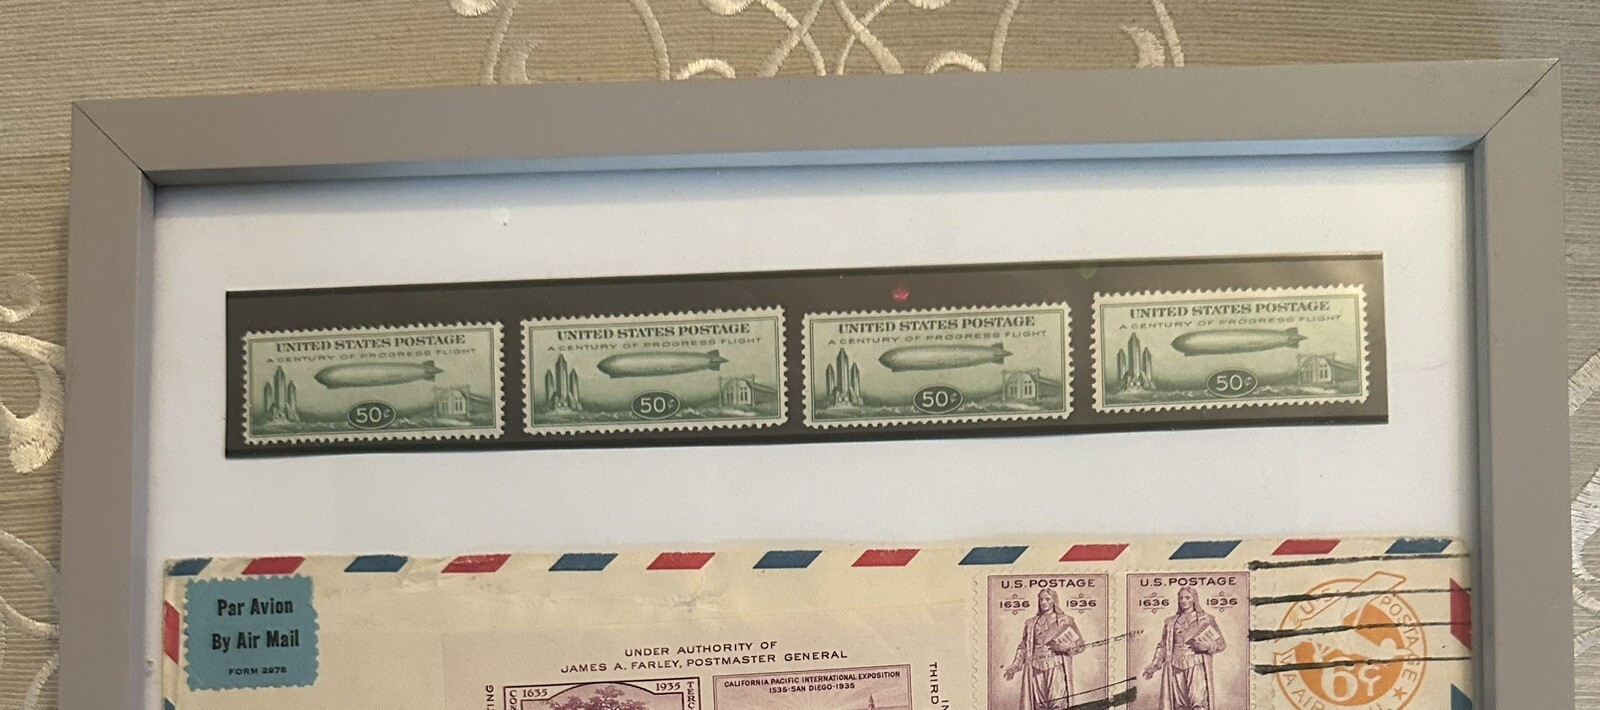 UNITED STATES POSTAGE
A CENTURY OF PROGRESS FLIGHT
50¢
UNITED STATES POSTAGE
A CENTURY OF PROGRESS FLIGHT
50¢
UNITED STATES POSTAGE
A CENTURY OF PROGRESS FLIGHT
50¢
UNITED STATES POSTAGE
A CENTURY OF PROGRESS FLIGHT
50¢
Par Avion
By Air Mail
FORM 2978
UNDER AUTHORITY OF
JAMES A. FARLEY, POSTMASTER GENERAL
1635 1935
CALIFORNIA PACIFIC INTERNATIONAL EXPOSITION
1535-SAN DIEGO-1935
THIRD
U.S. POSTAGE
1636 1936
U.S. POSTAGE
1636 1936
U.S. POSTAGE
VIA AIR
6¢